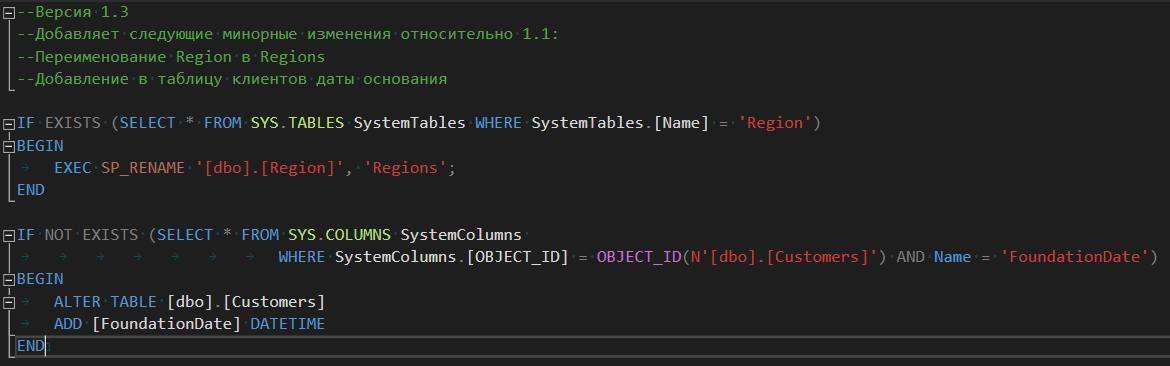 --Версия 1.3
--Добавляет следующие минорные изменения относительно 1.1:
--Переименование Region в Regions
--Добавление в таблицу клиентов даты основания
IF EXISTS (SELECT * FROM SYS.TABLES SystemTables WHERE SystemTables.[Name] = 'Region')
BEGIN
EXEC SP_RENAME '[dbo].[Region]', 'Regions';
END
IF NOT EXISTS (SELECT * FROM SYS.COLUMNS SystemColumns
WHERE SystemColumns.[OBJECT_ID] = OBJECT_ID(N'[dbo].[Customers]') AND Name = 'FoundationDate')
BEGIN
ALTER TABLE [dbo].[Customers]
ADD [FoundationDate] DATETIME
END